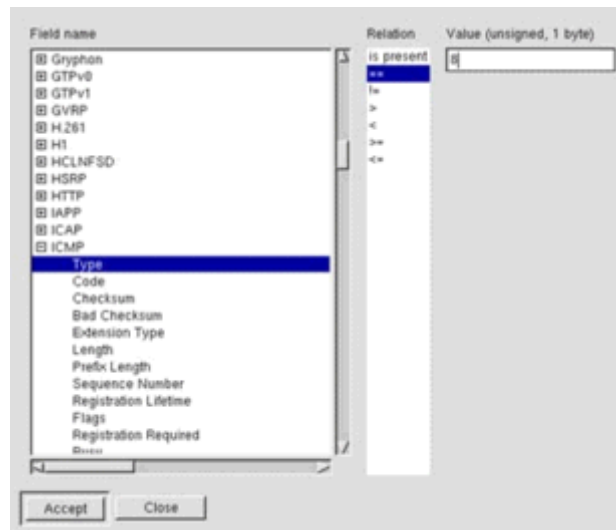 Field name
Gryphon
GTPv0
GTPv1
GVRP
H.261
H1
HCLNFSD
HSRP
HTTP
IAPP
ICAP
ICMP
Type
Code
Checksum
Bad Checksum
Extension Type
Length
Prefix Length
Sequence Number
Registration Lifetime
Flags
Registration Required
Busy
Relation
is present
==
!=
>
<
>=
<=
Value (unsigned, 1 byte)
8
Accept
Close